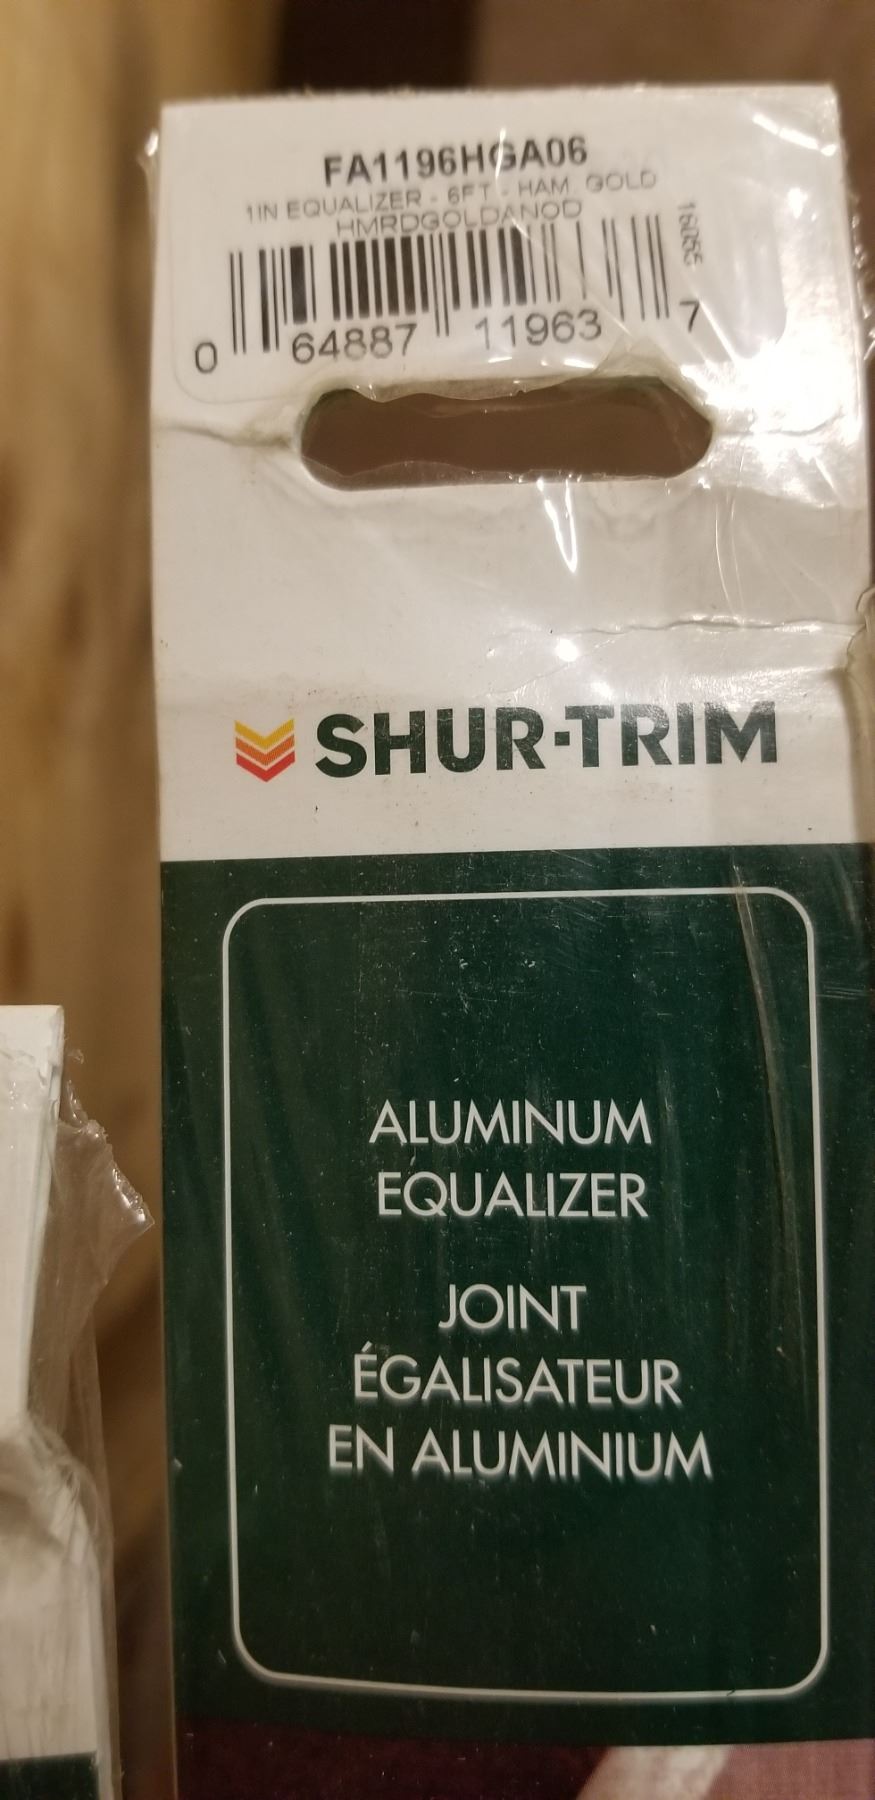 FA1196HGA06
1IN EQUALIZER - 6FT - HAM. GOLD
HMRDGOLDANOD
0 64887 11963 7
SHUR-TRIM
ALUMINUM
EQUALIZER
JOINT
ÉGALISATEUR
EN ALUMINIUM